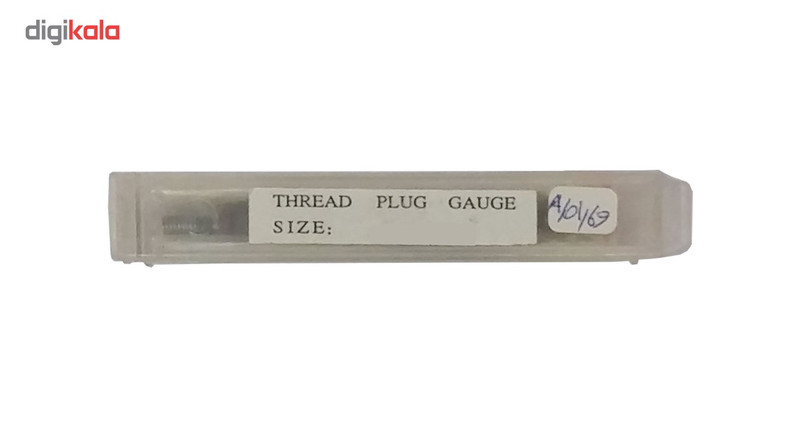 digikala
THREAD PLUG GAUGE
SIZE:
A/01/69